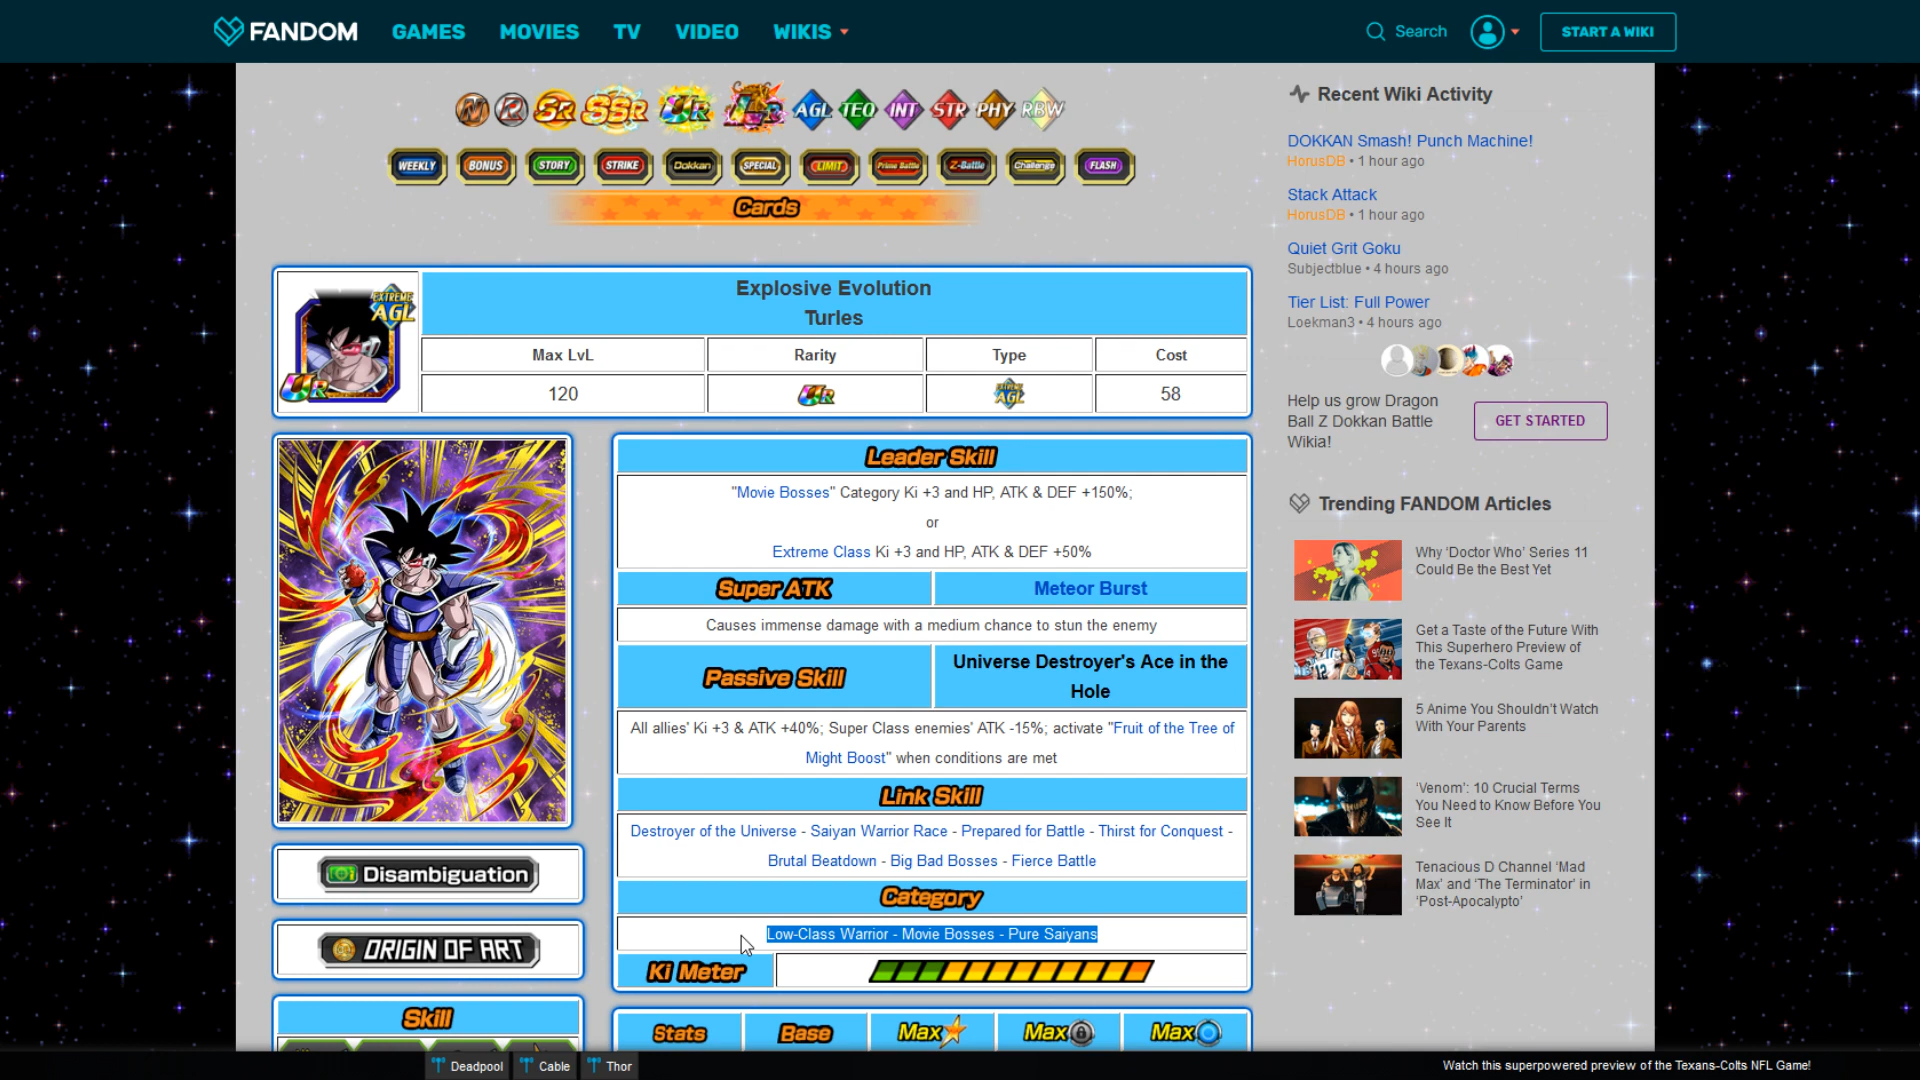 FANDOM GAMES MOVIES TV VIDEO WIKIS Search START A WIKI
N R SR SSR UR LR AGL TEQ INT STR PHY RBW
WEEKLY BONUS STORY STRIKE Dokkan SPECIAL LIMIT Prime Battle Z-Battle Challenge FLASH
Cards
EXTREME AGL
UR
Explosive Evolution
Turles
Max LvL Rarity Type Cost
120 UR EXTREME AGL 58
Leader Skill
"Movie Bosses" Category Ki +3 and HP, ATK & DEF +150%;
or
Extreme Class Ki +3 and HP, ATK & DEF +50%
Super ATK Meteor Burst
Causes immense damage with a medium chance to stun the enemy
Passive Skill Universe Destroyer's Ace in the
Hole
All allies' Ki +3 & ATK +40%; Super Class enemies' ATK -15%; activate "Fruit of the Tree of
Might Boost" when conditions are met
Link Skill
Destroyer of the Universe - Saiyan Warrior Race - Prepared for Battle - Thirst for Conquest -
Brutal Beatdown - Big Bad Bosses - Fierce Battle
Category
Low-Class Warrior - Movie Bosses - Pure Saiyans
Ki Meter
Disambiguation
ORIGIN OF ART
Skill
Stats Base Max Max Max
Recent Wiki Activity
DOKKAN Smash! Punch Machine!
HorusDB • 1 hour ago
Stack Attack
HorusDB • 1 hour ago
Quiet Grit Goku
Subjectblue • 4 hours ago
Tier List: Full Power
Loekman3 • 4 hours ago
Help us grow Dragon
Ball Z Dokkan Battle
Wikia!
GET STARTED
Trending FANDOM Articles
Why ‘Doctor Who’ Series 11
Could Be the Best Yet
Get a Taste of the Future With
This Superhero Preview of
the Texans-Colts Game
5 Anime You Shouldn’t Watch
With Your Parents
‘Venom’: 10 Crucial Terms
You Need to Know Before You
See It
Tenacious D Channel ‘Mad
Max’ and ‘The Terminator’ in
‘Post-Apocalypto’
Deadpool Cable Thor
Watch this superpowered preview of the Texans-Colts NFL Game!